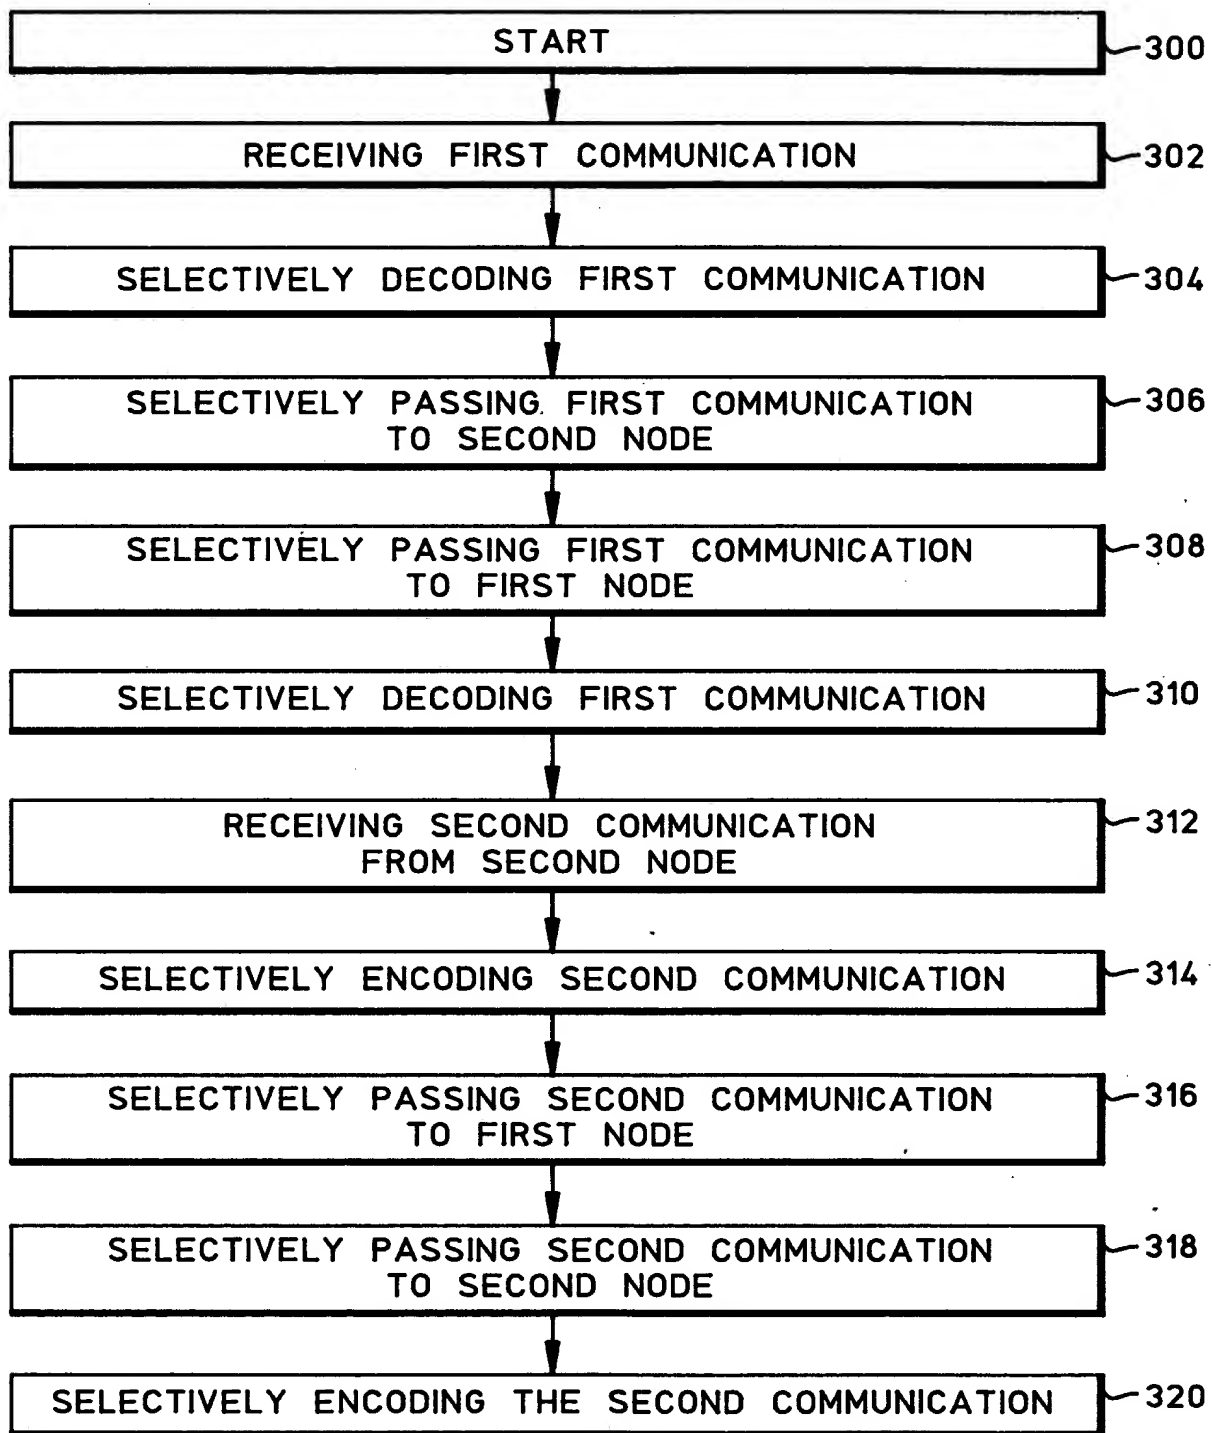 START
300
RECEIVING FIRST COMMUNICATION
302
SELECTIVELY DECODING FIRST COMMUNICATION
304
SELECTIVELY PASSING FIRST COMMUNICATION
TO SECOND NODE
306
SELECTIVELY PASSING FIRST COMMUNICATION
TO FIRST NODE
308
SELECTIVELY DECODING FIRST COMMUNICATION
310
RECEIVING SECOND COMMUNICATION
FROM SECOND NODE
312
SELECTIVELY ENCODING SECOND COMMUNICATION
314
SELECTIVELY PASSING SECOND COMMUNICATION
TO FIRST NODE
316
SELECTIVELY PASSING SECOND COMMUNICATION
TO SECOND NODE
318
SELECTIVELY ENCODING THE SECOND COMMUNICATION
320